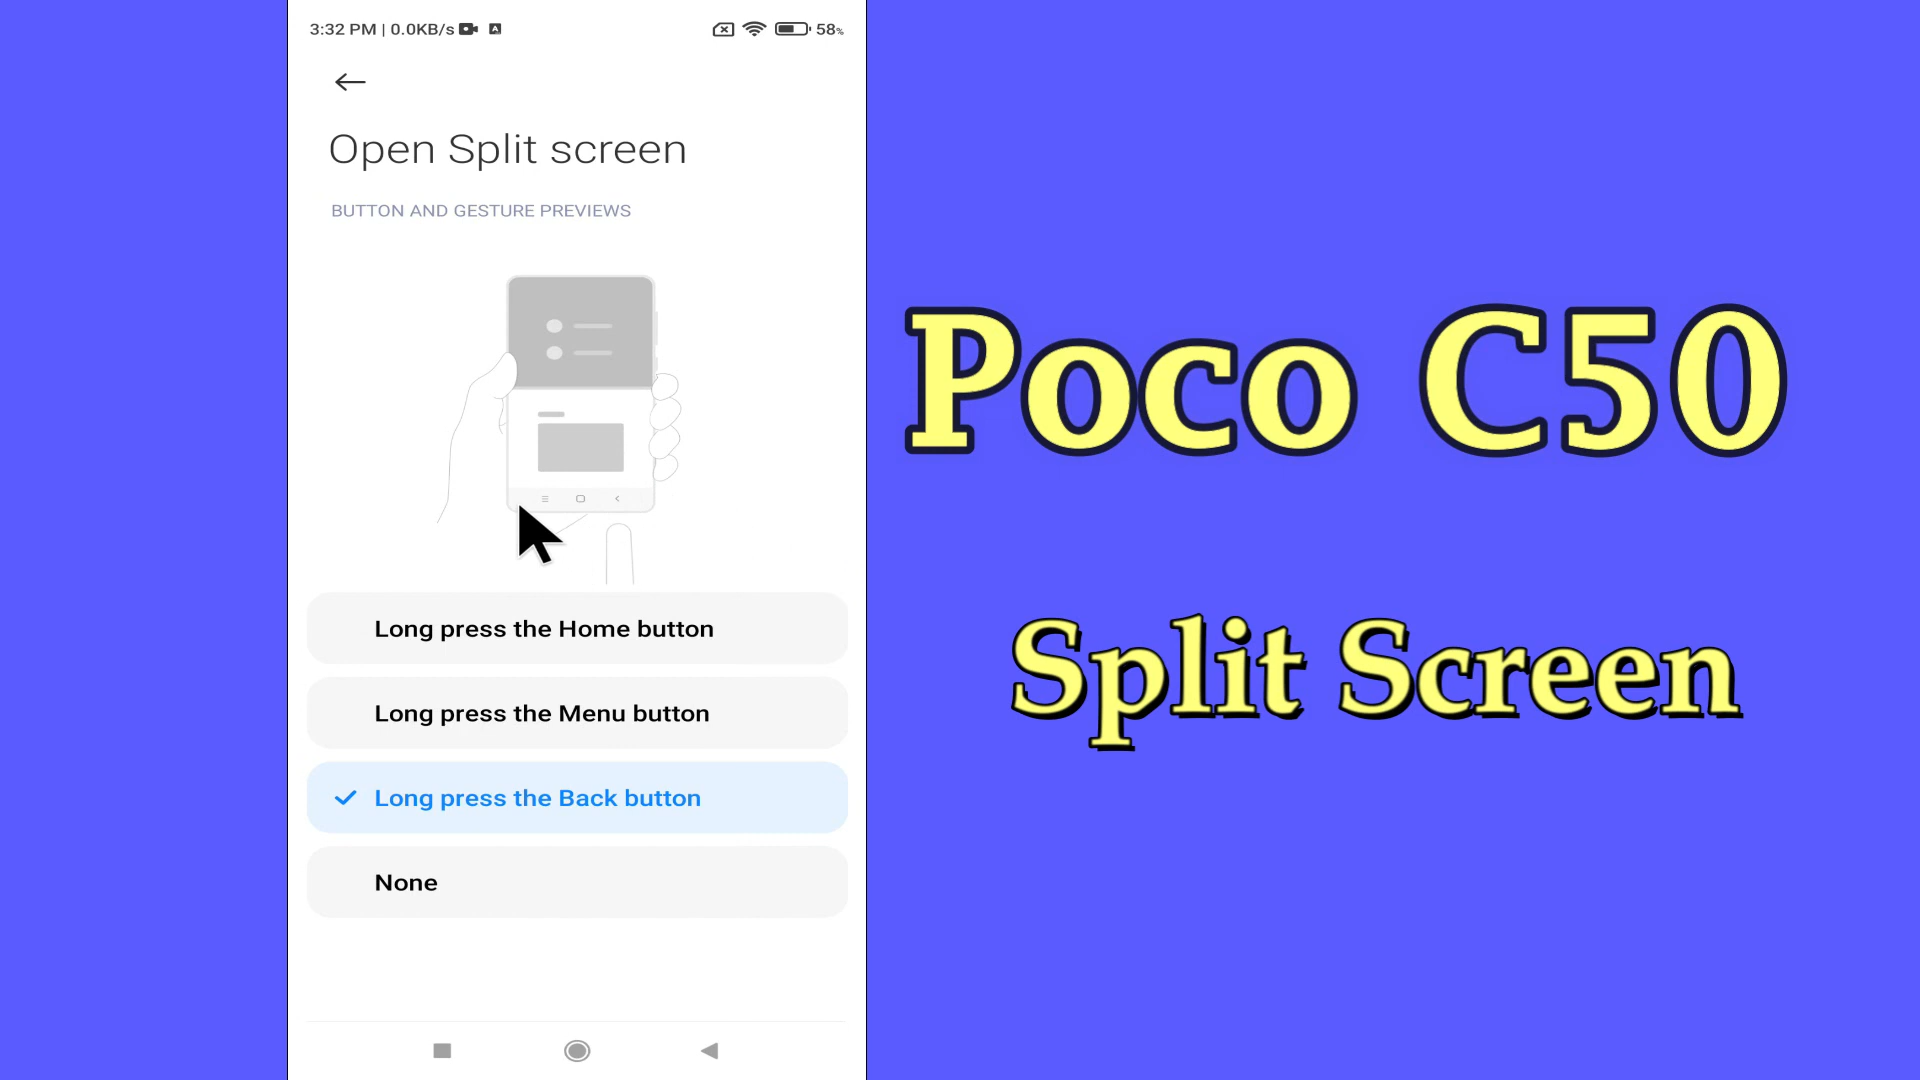 3:32 PM | 0.0KB/s
58%
Open Split screen
BUTTON AND GESTURE PREVIEWS
Long press the Home button
Long press the Menu button
Long press the Back button
None
Poco C50
Split Screen